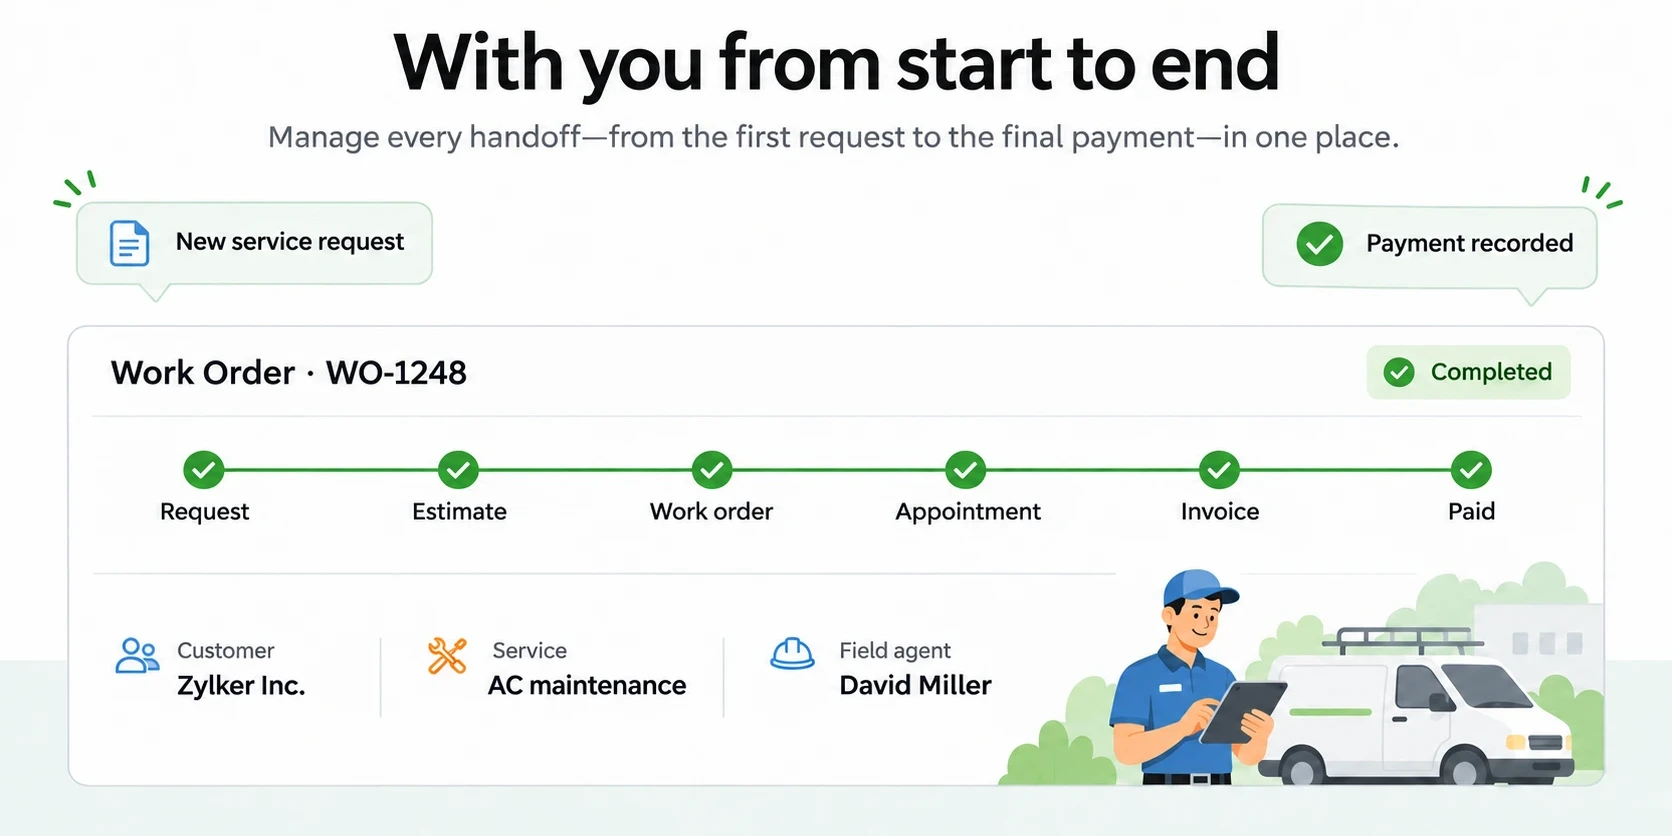 With you from start to end
Manage every handoff—from the first request to the final payment—in one place.
New service request
Payment recorded
Work Order · WO-1248
Completed
Request
Estimate
Work order
Appointment
Invoice
Paid
Customer
Zylker Inc.
Service
AC maintenance
Field agent
David Miller